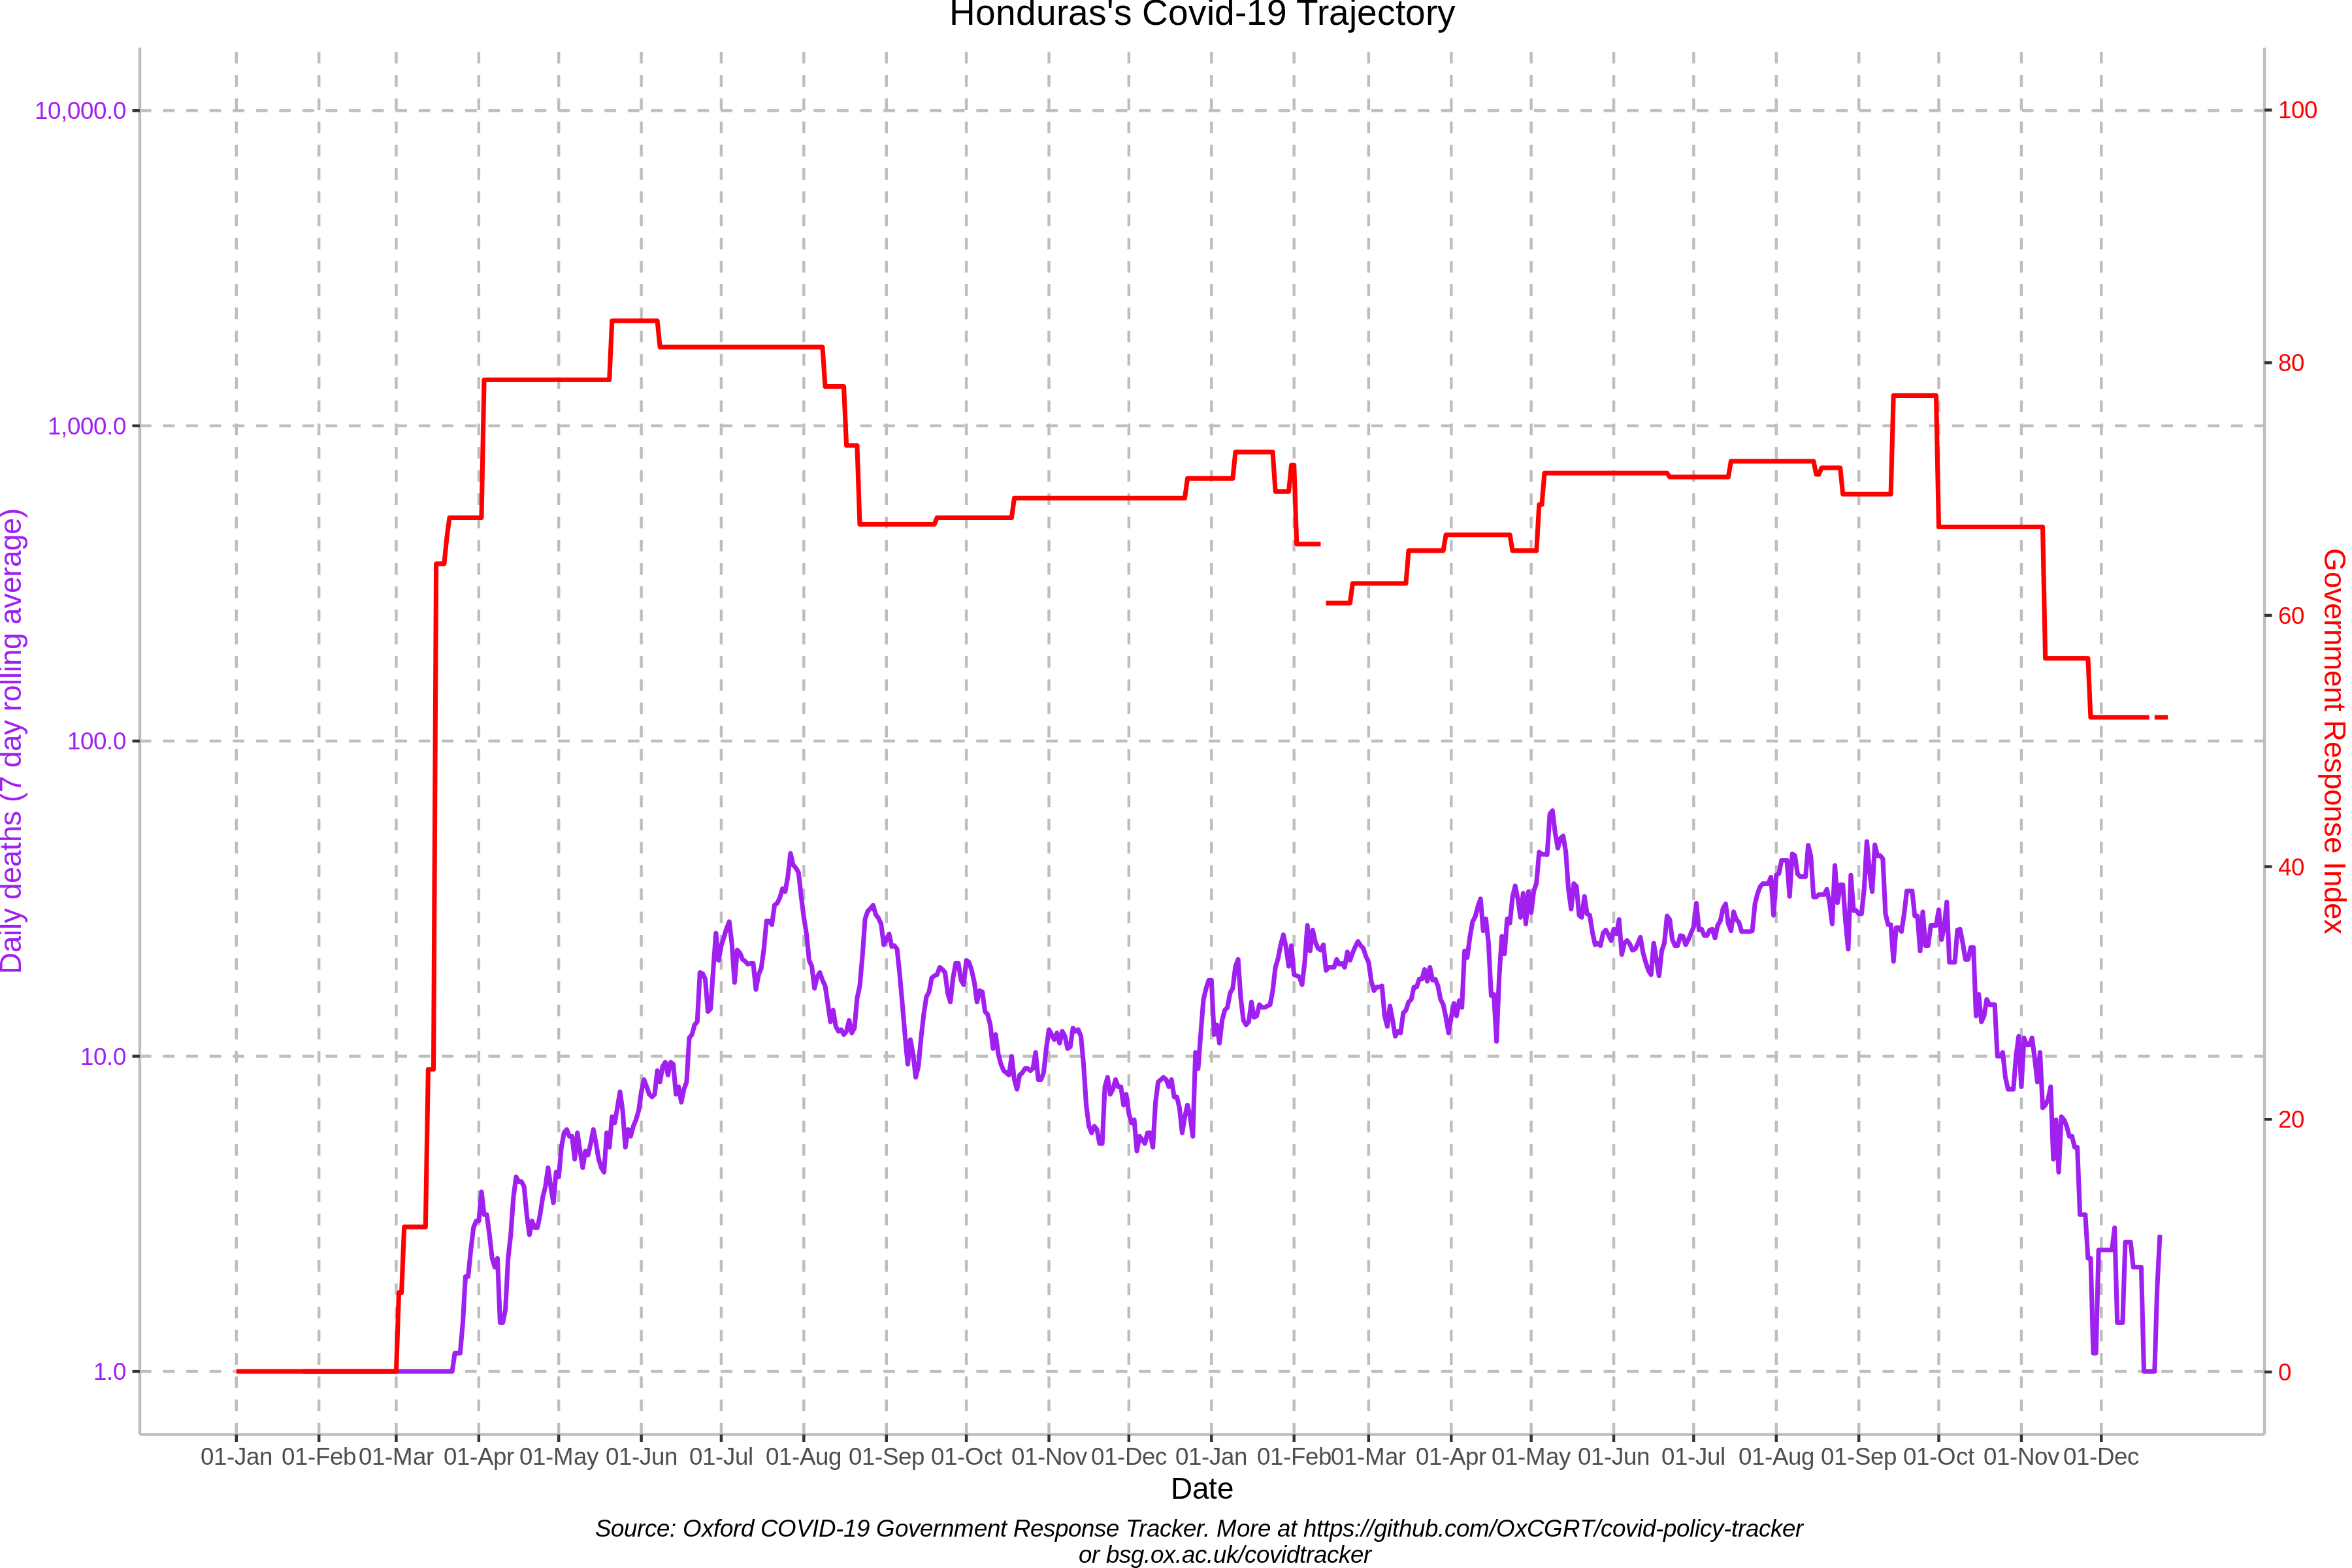 Honduras's Covid-19 Trajectory
10,000.0
1,000.0
100.0
10.0
1.0
Daily deaths (7 day rolling average)
100
80
60
40
20
0
Government Response Index
01-Jan 01-Feb 01-Mar 01-Apr 01-May 01-Jun 01-Jul 01-Aug 01-Sep 01-Oct 01-Nov 01-Dec 01-Jan 01-Feb 01-Mar 01-Apr 01-May 01-Jun 01-Jul 01-Aug 01-Sep 01-Oct 01-Nov 01-Dec
Date
Source: Oxford COVID-19 Government Response Tracker. More at https://github.com/OxCGRT/covid-policy-tracker
or bsg.ox.ac.uk/covidtracker